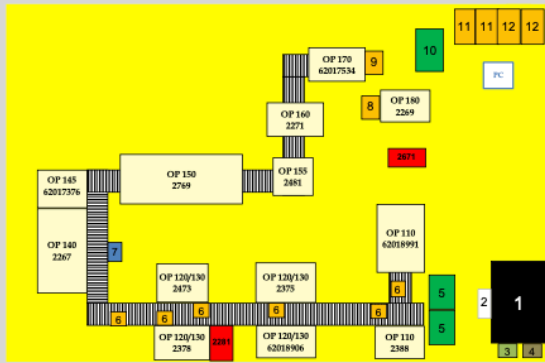 11 11 12 12
10
PC
OP 170
62017534
9
8
OP 180
2269
OP 160
2271
2671
OP 145
62017376
OP 150
2769
OP 155
2481
OP 140
2267
7
OP 110
62018991
OP 120/130
2473
OP 120/130
2375
6
6
6
6
6
6
5
5
2
1
OP 120/130
2378
2281
OP 120/130
62018906
OP 110
2388
3
4